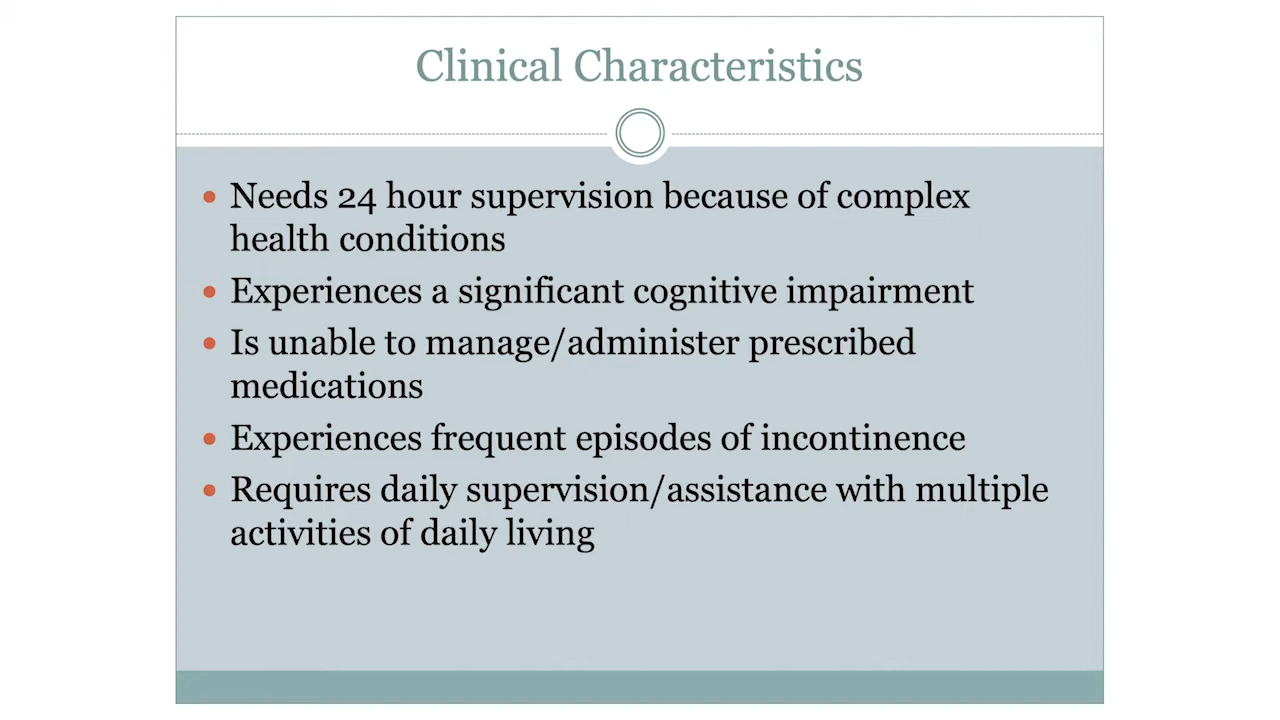 Clinical Characteristics
• Needs 24 hour supervision because of complex
health conditions
• Experiences a significant cognitive impairment
• Is unable to manage/administer prescribed
medications
• Experiences frequent episodes of incontinence
• Requires daily supervision/assistance with multiple
activities of daily living